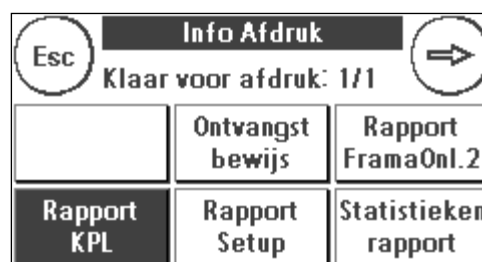 Info Afdruk
Esc
Klaar voor afdruk: 1/1
Ontvangst
bewijs
Rapport
FramaOnl.2
Rapport
KPL
Rapport
Setup
Statistieken
rapport